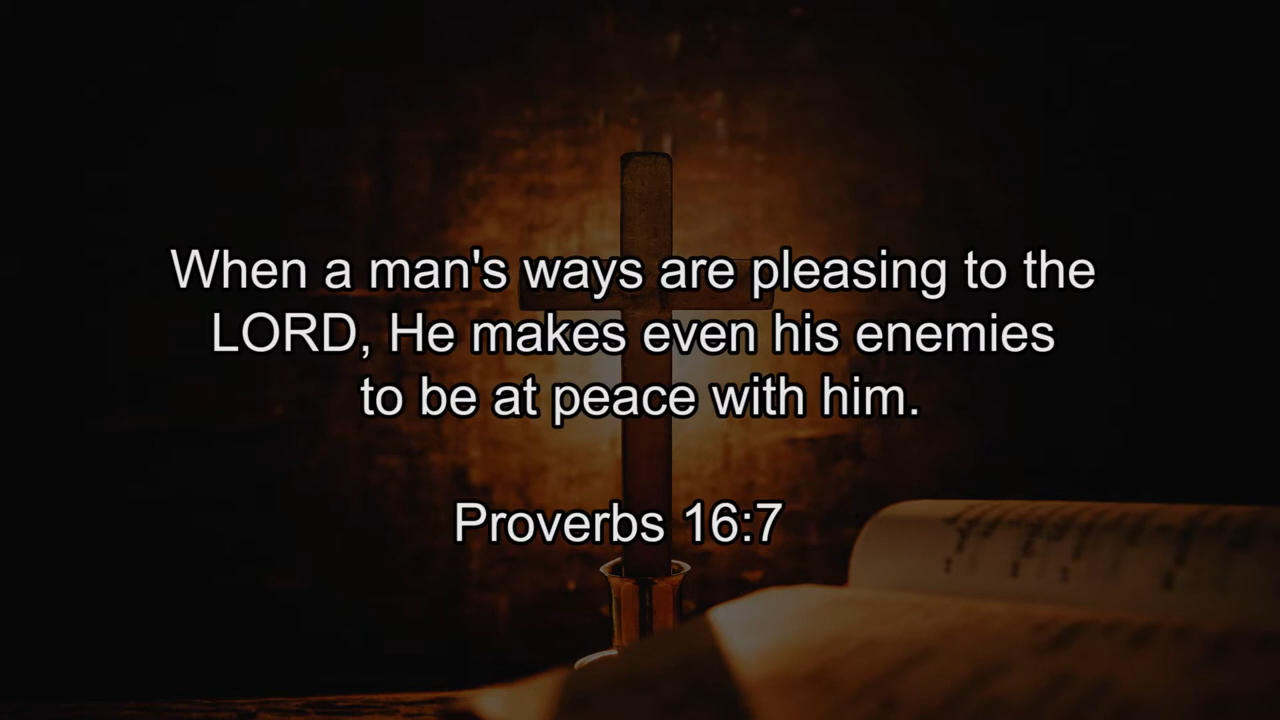 When a man's ways are pleasing to the
LORD, He makes even his enemies
to be at peace with him.
Proverbs 16:7